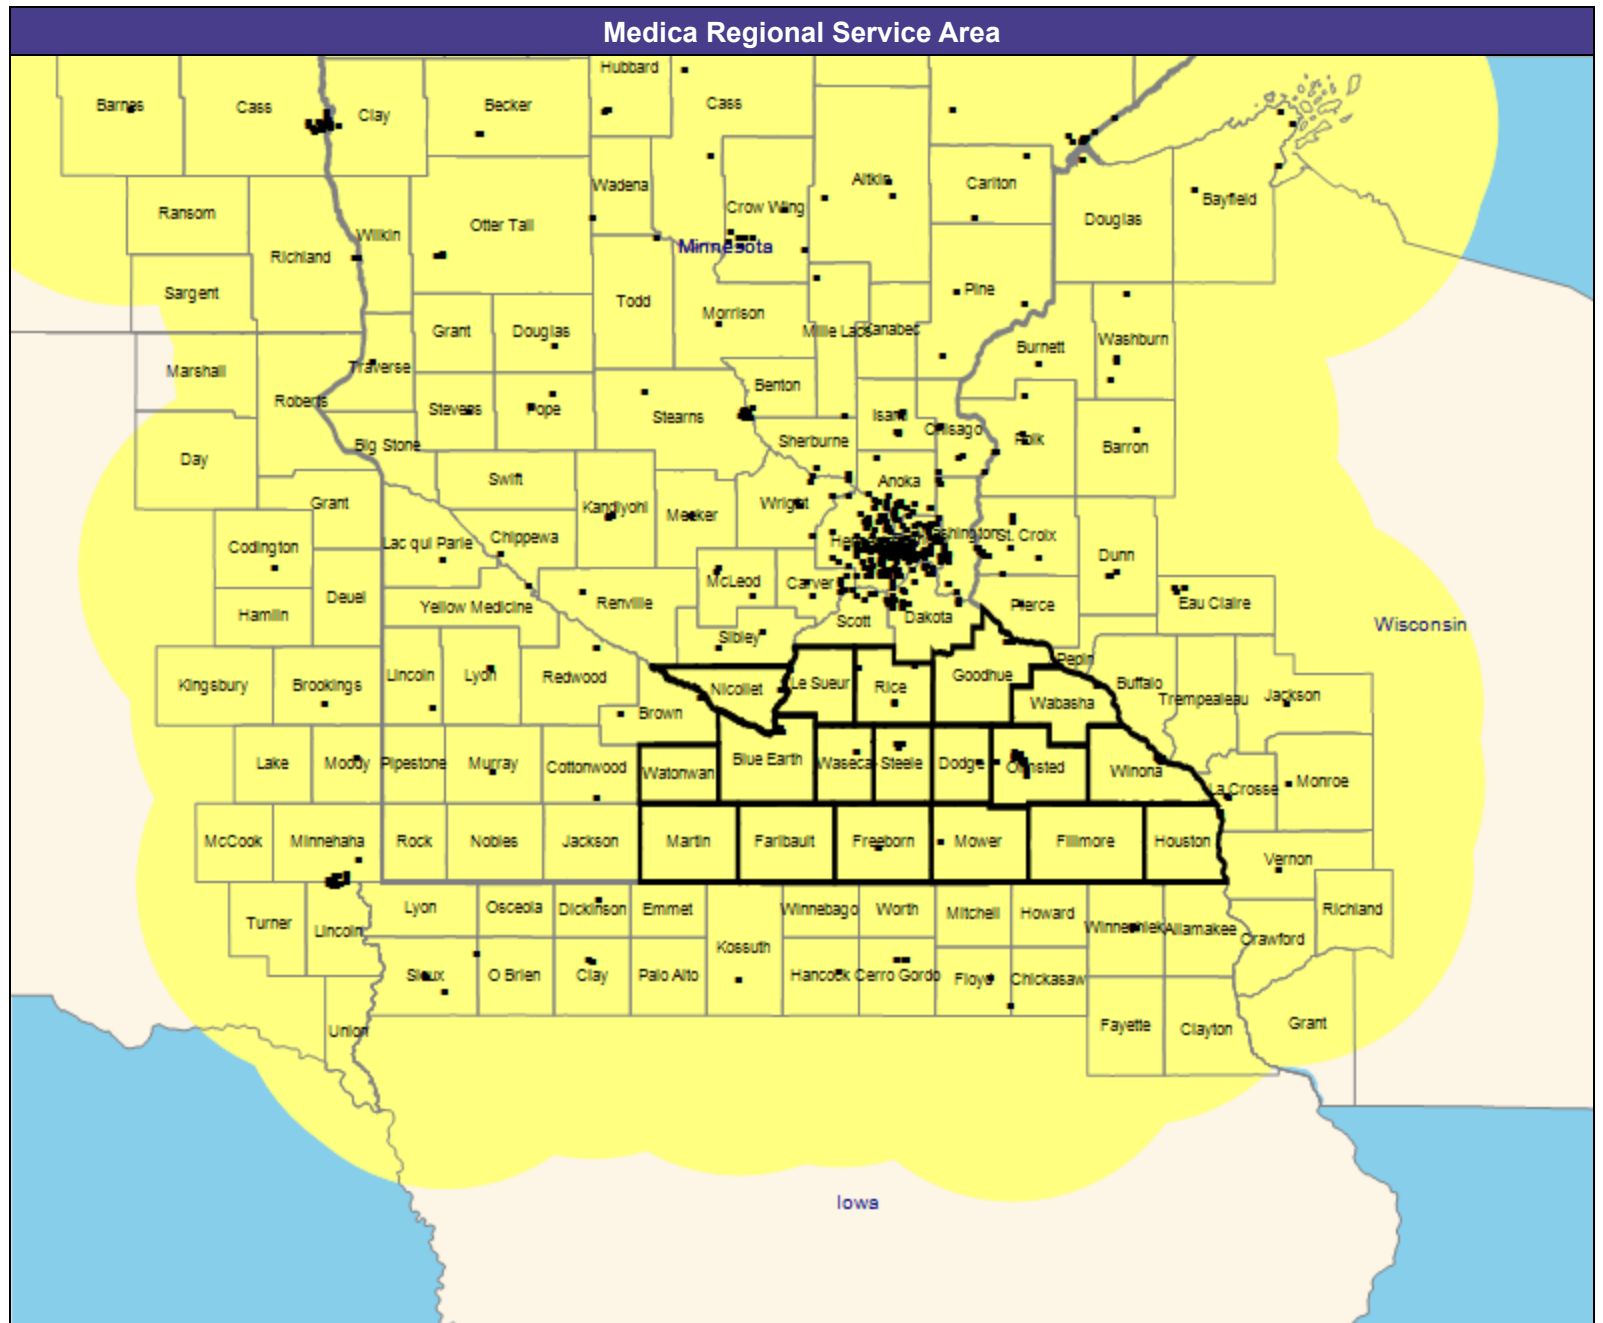 Medica Regional Service Area
Hubbard
Barnes
Cass
Clay
Becker
Cass
Wadena
Crow Wing
Aitkin
Carlton
Douglas
Bayfield
Ransom
Richland
Wilkin
Otter Tail
Minnesota
Sargent
Grant
Douglas
Todd
Morrison
Mille Lacs
Kanabec
Pine
Burnett
Washburn
Marshall
Roberts
Traverse
Stevens
Pope
Stearns
Benton
Sherburne
Isanti
Chisago
Polk
Barron
Day
Big Stone
Grant
Swift
Kandiyohi
Meeker
Wright
Anoka
Codington
Lac qui Parle
Chippewa
Washington
St. Croix
Dunn
Hamlin
Deuel
Yellow Medicine
Renville
McLeod
Carver
Sibley
Scott
Dakota
Pierce
Eau Claire
Wisconsin
Kingsbury
Brookings
Lincoln
Lyon
Redwood
Brown
Nicollet
Le Sueur
Rice
Goodhue
Wabasha
Pepin
Buffalo
Trempealeau
Jackson
Lake
Moody
Pipestone
Murray
Cottonwood
Watonwan
Blue Earth
Waseca
Steele
Dodge
Olmsted
Winona
La Crosse
Monroe
McCook
Minnehaha
Rock
Nobles
Jackson
Martin
Faribault
Freeborn
Mower
Fillmore
Houston
Vernon
Turner
Lincoln
Lyon
Osceola
Dickinson
Emmet
Kossuth
Winnebago
Worth
Mitchell
Howard
Winneshiek
Allamakee
Crawford
Richland
Sioux
O Brien
Clay
Palo Alto
Hancock
Cerro Gordo
Floyd
Chickasaw
Union
Fayette
Clayton
Grant
Iowa